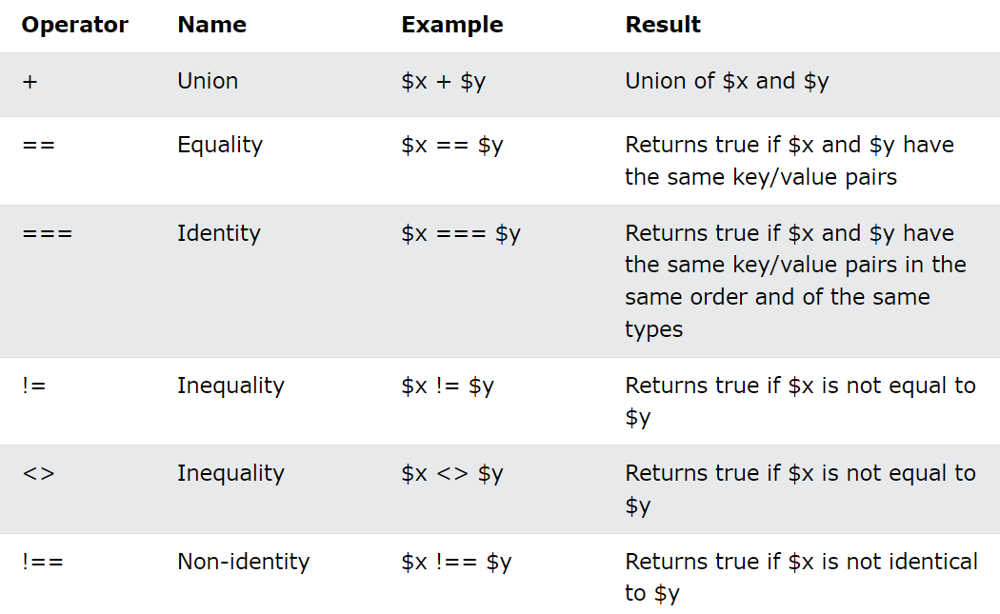 Operator Name Example Result
+ Union $x + $y Union of $x and $y
== Equality $x == $y Returns true if $x and $y have
the same key/value pairs
=== Identity $x === $y Returns true if $x and $y have
the same key/value pairs in the
same order and of the same
types
!= Inequality $x != $y Returns true if $x is not equal to
$y
<> Inequality $x <> $y Returns true if $x is not equal to
$y
!== Non-identity $x !== $y Returns true if $x is not identical
to $y